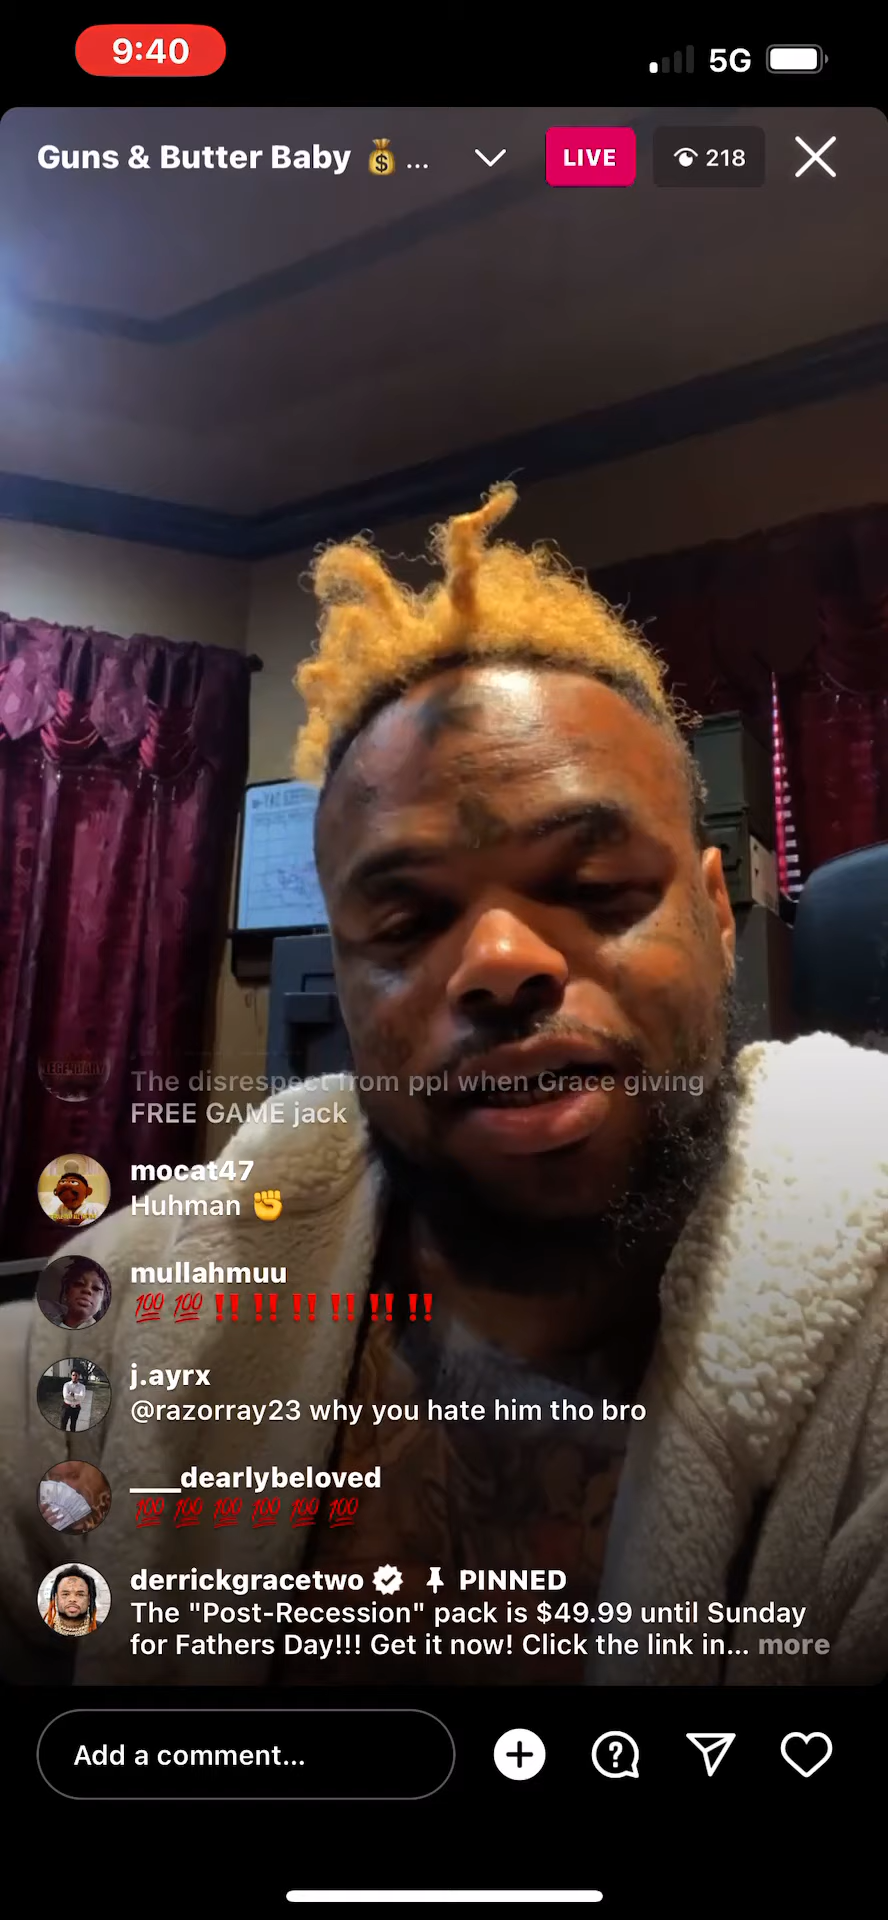 9:40
5G
Guns & Butter Baby 💰 ...
LIVE
218
LEGENDARY
The disrespect from ppl when Grace giving
FREE GAME jack
mocat47
Huhman ✊
mullahmuu
💯 💯 ‼️ ‼️ ‼️ ‼️ ‼️ ‼️
j.ayrx
@razorray23 why you hate him tho bro
___dearlybeloved
💯 💯 💯 💯 💯 💯
derrickgracetwo PINNED
The "Post-Recession" pack is $49.99 until Sunday
for Fathers Day!!! Get it now! Click the link in... more
Add a comment...